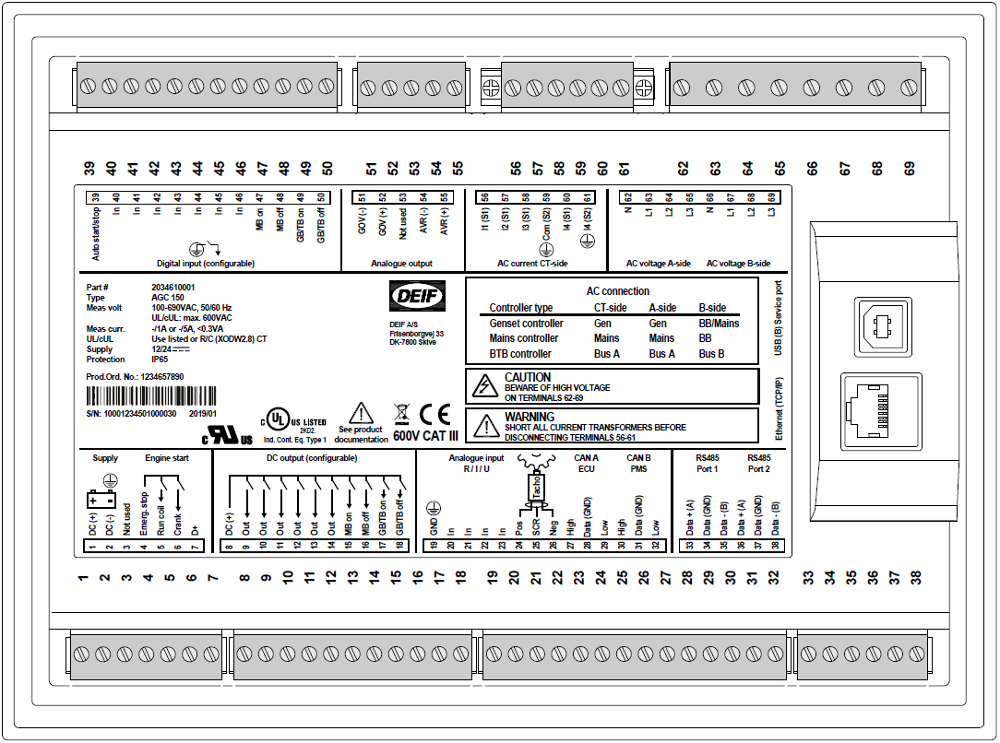 39 40 41 42 43 44 45 46 47 48 49 50 51 52 53 54 55 56 57 58 59 60 61 62 63 64 65 66 67 68 69
39 40 41 42 43 44 45 46 47 48 49 50
Auto start/stop In In In In In In In MB on MB off GB/TB on GB/TB off
Digital input (configurable)
51 52 53 54 55
GOV (-) GOV (+) Not used AVR (-) AVR (+)
Analogue output
56 57 58 59 60 61
I1 (S1) I2 (S1) I3 (S1) Com (S2) I4 (S1) I4 (S2)
AC current CT-side
62 63 64 65 66 67 68 69
N L1 L2 L3 N L1 L2 L3
AC voltage A-side AC voltage B-side
Part # 2034610001
Type AGC 150
Meas volt 100-690VAC, 50/60 Hz
UL/cUL: max. 600VAC
Meas curr. -/1A or -/5A, <0.3VA
UL/cUL Use listed or R/C (XODW2.8) CT
Supply 12/24
Protection IP65
Prod.Ord. No.: 1234657890
S/N: 10001234501000030 2019/01
c RU US
C UL US LISTED
2KD2.
Ind. Cont. Eq. Type 1
See product
documentation
CE
600V CAT III
DEIF
DEIF A/S
Frisenborgvej 33
DK-7800 Skive
AC connection
Controller type CT-side A-side B-side
Genset controller Gen Gen BB/Mains
Mains controller Mains Mains BB
BTB controller Bus A Bus A Bus B
CAUTION
BEWARE OF HIGH VOLTAGE
ON TERMINALS 62-69
WARNING
SHORT ALL CURRENT TRANSFORMERS BEFORE
DISCONNECTING TERMINALS 56-61
USB (B) Service port
Ethernet (TCP/IP)
Supply Engine start
+ -
DC (+) DC (-) Not used Emerg. stop Run coil Crank D+
1 2 3 4 5 6 7
DC output (configurable)
DC (+) Out Out Out Out Out Out MB on MB off GB/TB on GB/TB off
8 9 10 11 12 13 14 15 16 17 18
Analogue input
R / I / U
Tacho
CAN A
ECU
CAN B
PMS
GND In In In In Pos SCR Neg High Data (GND) Low High Data (GND) Low
19 20 21 22 23 24 25 26 27 28 29 30 31 32
RS485
Port 1
RS485
Port 2
Data + (A) Data (GND) Data - (B) Data + (A) Data (GND) Data - (B)
33 34 35 36 37 38
1 2 3 4 5 6 7 8 9 10 11 12 13 14 15 16 17 18 19 20 21 22 23 24 25 26 27 28 29 30 31 32 33 34 35 36 37 38